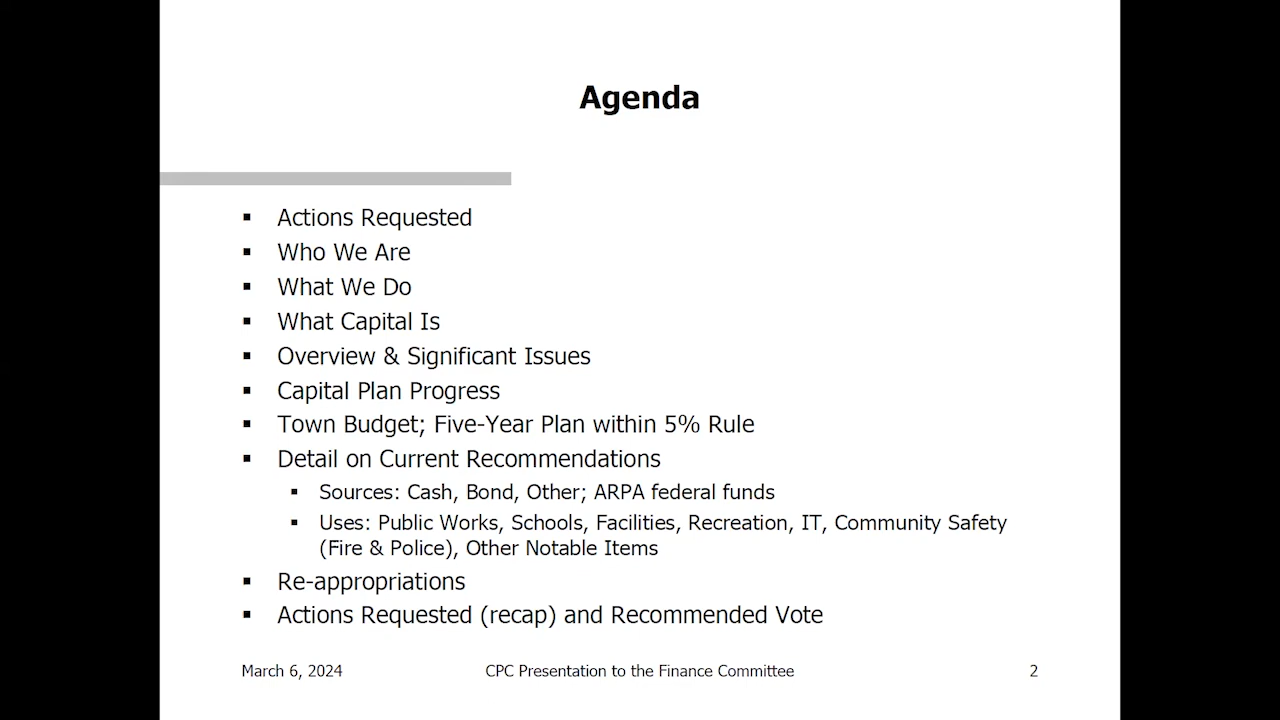 Agenda
▪ Actions Requested
▪ Who We Are
▪ What We Do
▪ What Capital Is
▪ Overview & Significant Issues
▪ Capital Plan Progress
▪ Town Budget; Five-Year Plan within 5% Rule
▪ Detail on Current Recommendations
▪ Sources: Cash, Bond, Other; ARPA federal funds
▪ Uses: Public Works, Schools, Facilities, Recreation, IT, Community Safety
(Fire & Police), Other Notable Items
▪ Re-appropriations
▪ Actions Requested (recap) and Recommended Vote
March 6, 2024 CPC Presentation to the Finance Committee 2